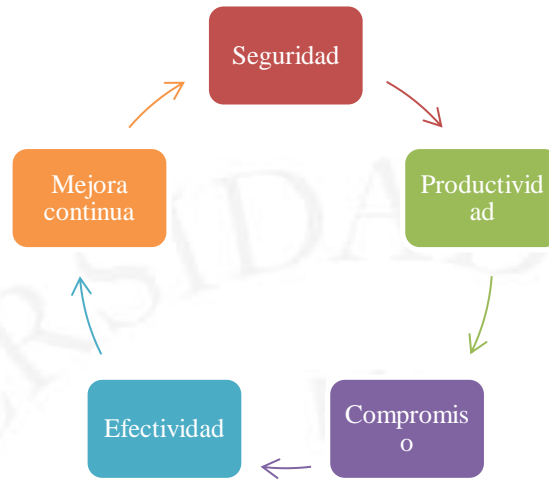 Seguridad
Productivid
ad
Compromis
o
Efectividad
Mejora
continua